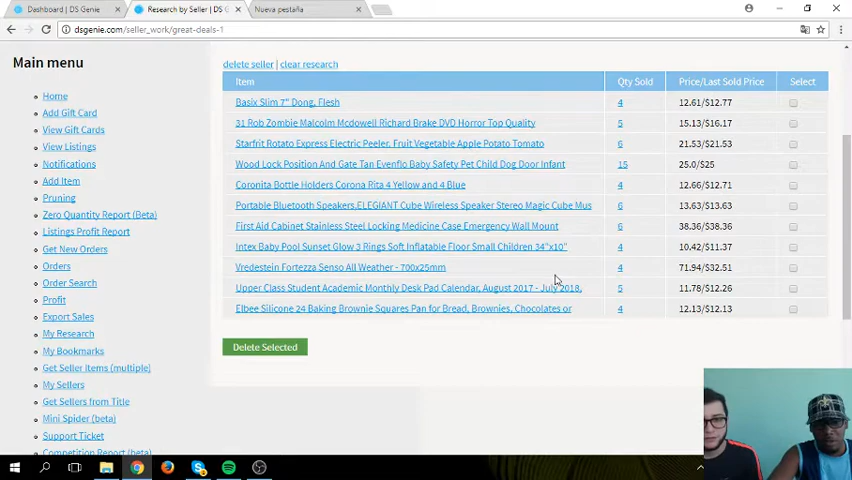 Dashboard | DS Genie
Research by Seller | DS G
Nueva pestaña
dsgenie.com/seller_work/great-deals-1
Main menu
Home
Add Gift Card
View Gift Cards
View Listings
Notifications
Add Item
Pruning
Zero Quantity Report (Beta)
Listings Profit Report
Get New Orders
Orders
Order Search
Profit
Export Sales
My Research
My Bookmarks
Get Seller Items (multiple)
My Sellers
Get Sellers from Title
Mini Spider (beta)
Support Ticket
Competition Report (beta)
delete seller | clear research
Item Qty Sold Price/Last Sold Price Select
Basix Slim 7" Dong, Flesh 4 12.61/$12.77
31 Rob Zombie Malcolm Mcdowell Richard Brake DVD Horror Top Quality 5 15.13/$16.17
Starfrit Rotato Express Electric Peeler. Fruit Vegetable Apple Potato Tomato 6 21.53/$21.53
Wood Lock Position And Gate Tan Evenflo Baby Safety Pet Child Dog Door Infant 15 25.0/$25
Coronita Bottle Holders Corona Rita 4 Yellow and 4 Blue 4 12.66/$12.71
Portable Bluetooth Speakers,ELEGIANT Cube Wireless Speaker Stereo Magic Cube Mus 6 13.63/$13.63
First Aid Cabinet Stainless Steel Locking Medicine Case Emergency Wall Mount 6 38.36/$38.36
Intex Baby Pool Sunset Glow 3 Rings Soft Inflatable Floor Small Children 34"x10" 4 10.42/$11.37
Vredestein Fortezza Senso All Weather - 700x25mm 4 71.94/$32.51
Upper Class Student Academic Monthly Desk Pad Calendar, August 2017 - July 2018, 5 11.78/$12.26
Elbee Silicone 24 Baking Brownie Squares Pan for Bread, Brownies, Chocolates or 4 12.13/$12.13
Delete Selected